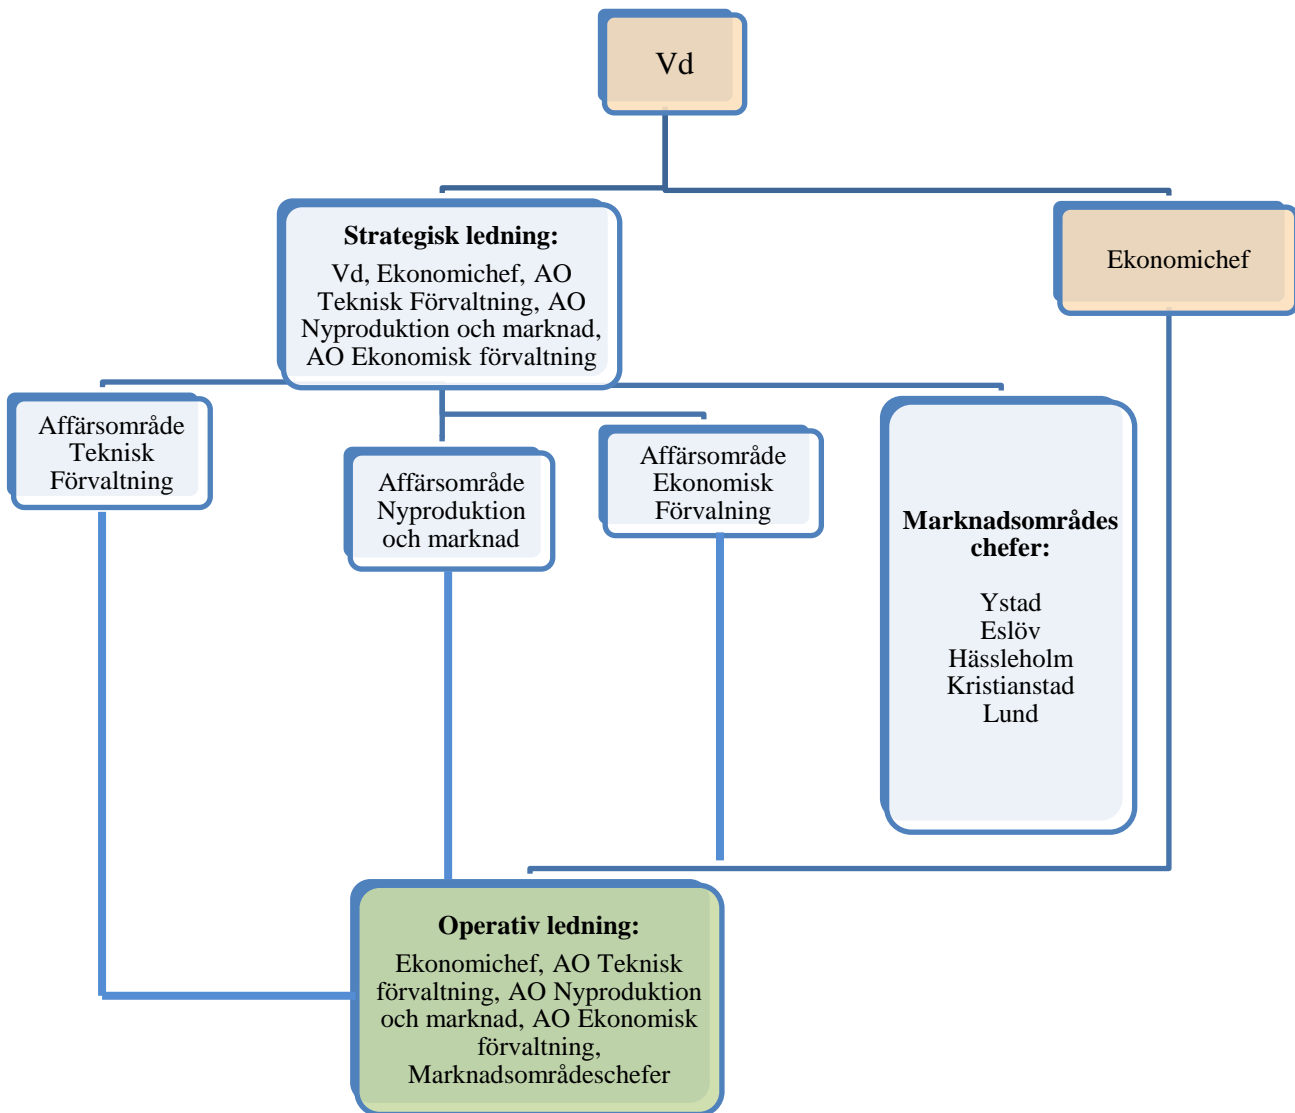 Vd
Strategisk ledning:
Vd, Ekonomichef, AO
Teknisk Förvaltning, AO
Nyproduktion och marknad,
AO Ekonomisk förvaltning
Ekonomichef
Affärsområde
Teknisk
Förvaltning
Affärsområde
Nyproduktion
och marknad
Affärsområde
Ekonomisk
Förvalning
Marknadsområdes
chefer:
Ystad
Eslöv
Hässleholm
Kristianstad
Lund
Operativ ledning:
Ekonomichef, AO Teknisk
förvaltning, AO Nyproduktion
och marknad, AO Ekonomisk
förvaltning,
Marknadsområdeschefer